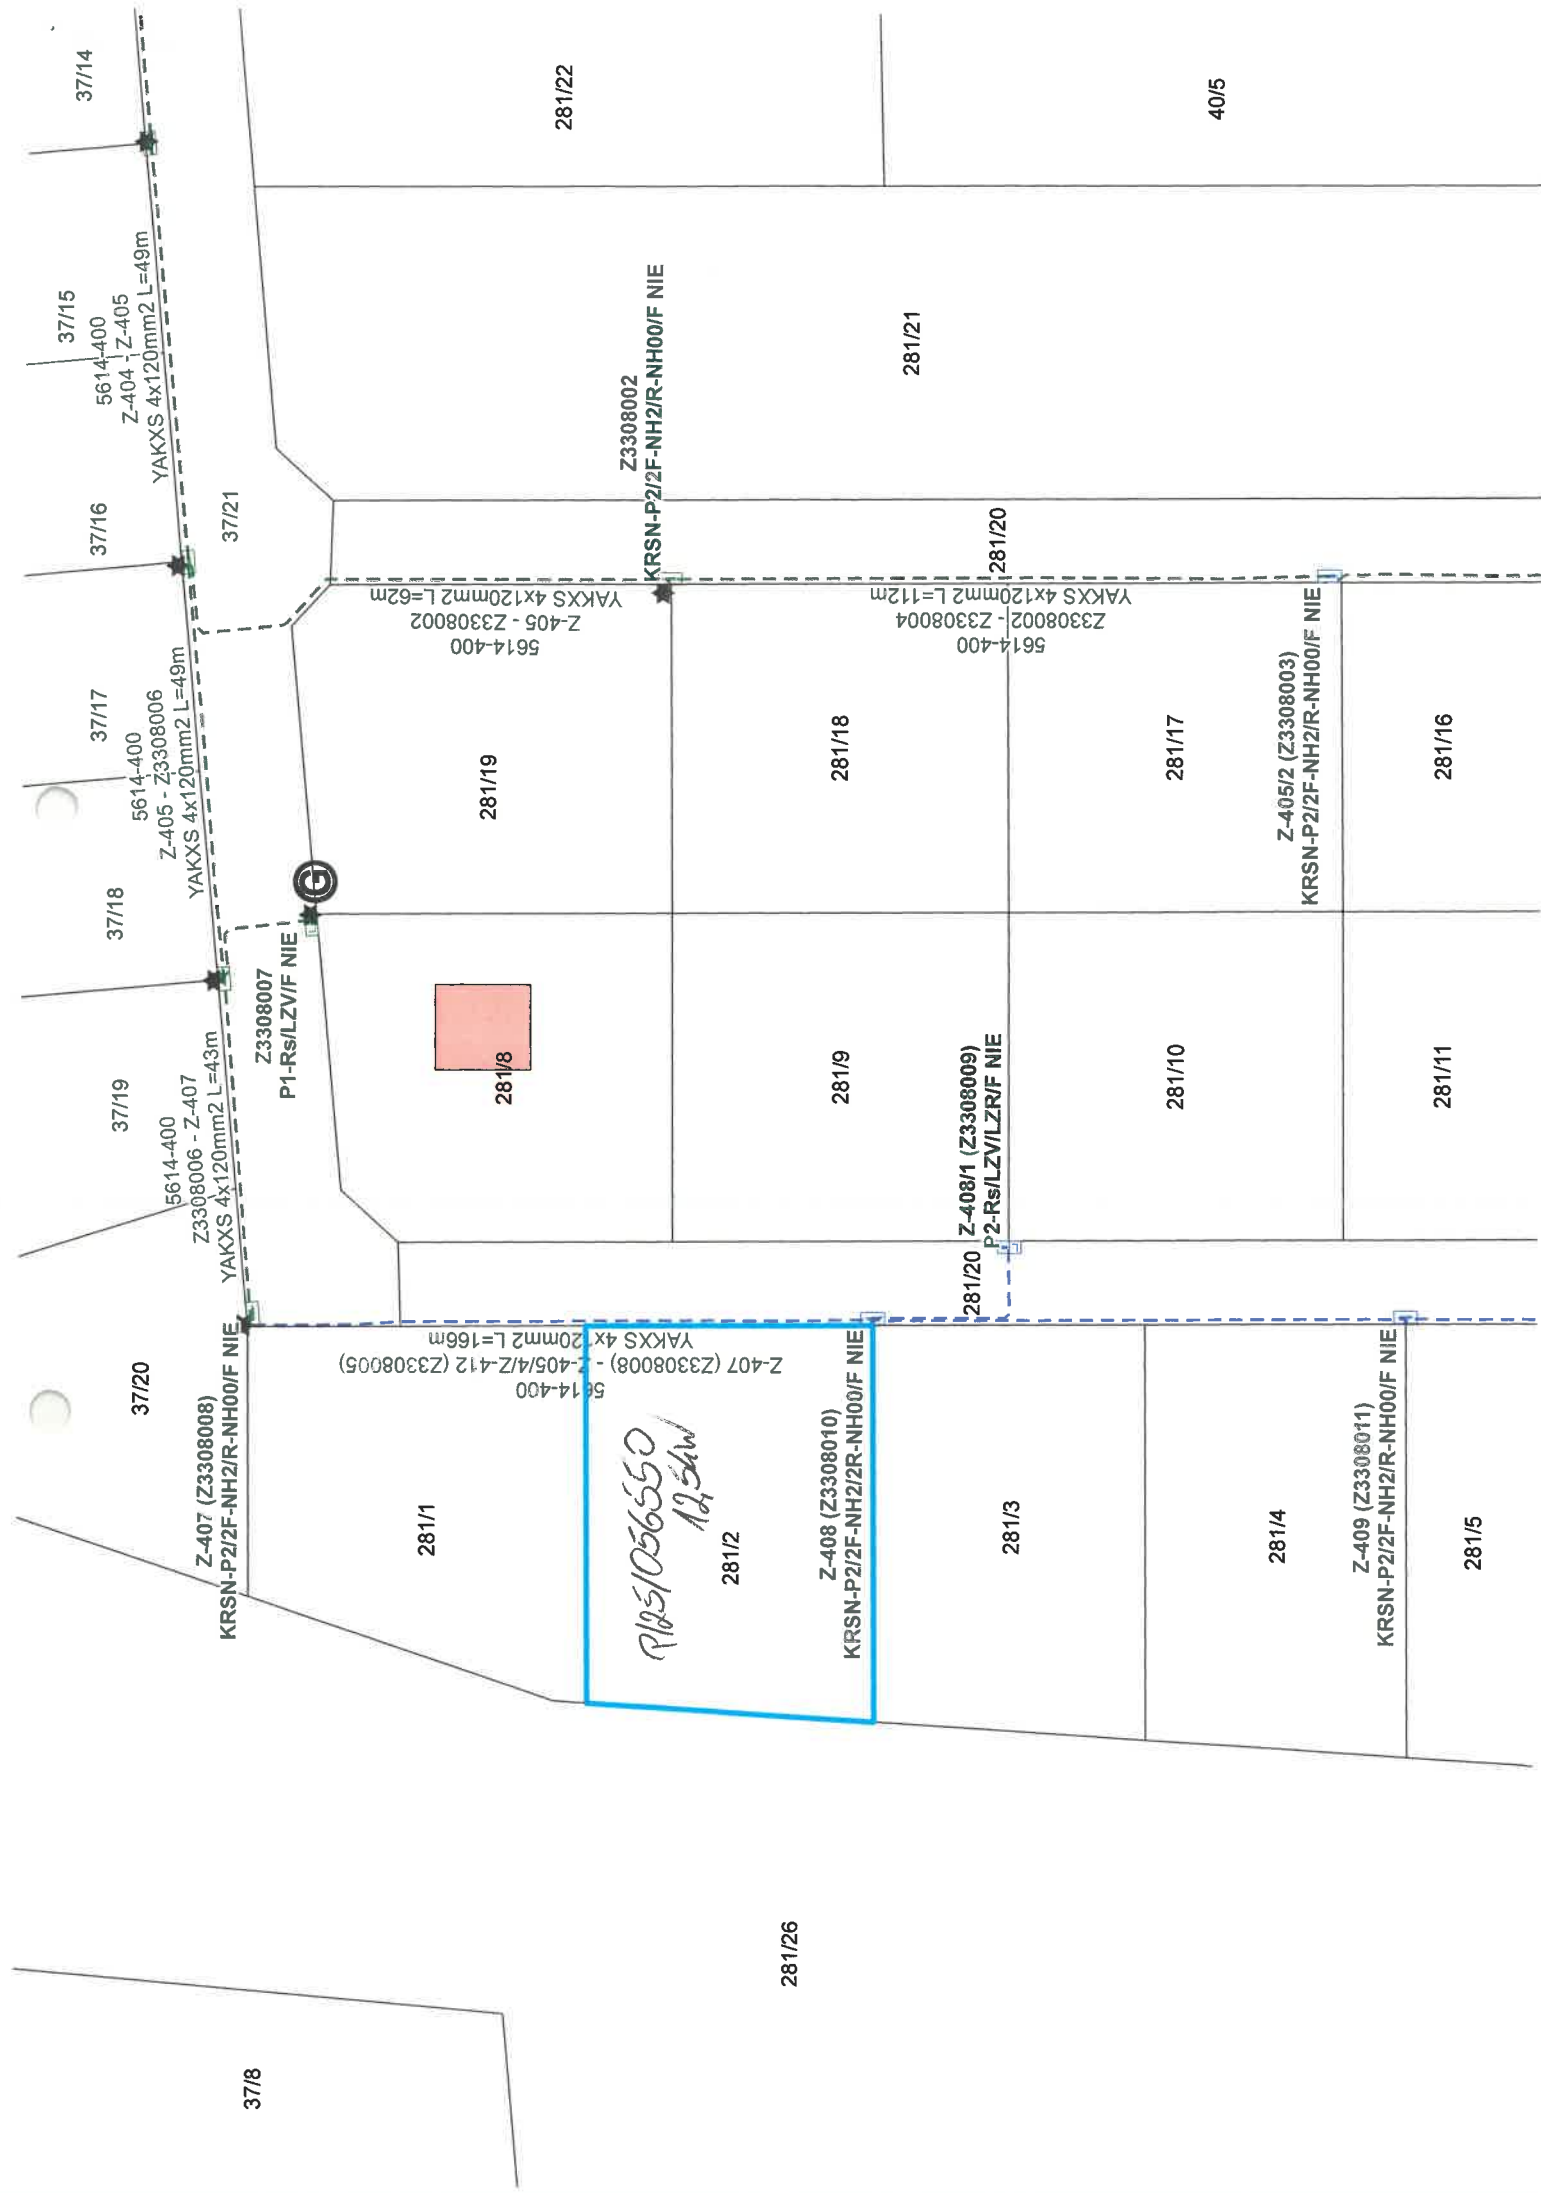 37/8
37/20
37/19
37/18
37/17
37/16
37/15
37/14
5614-400
Z3308006 - Z-407
YAKXS 4x120mm2 L=43m
5614-400
Z-405 - Z3308006
YAKXS 4x120mm2 L=49m
5614-400
Z-404 - Z-405
YAKXS 4x120mm2 L=49m
37/21
Z-407 (Z3308008)
KRSN-P2/2F-NH2/R-NH00/F NIE
Z3308007
P1-Rs/LZV/F NIE
G
281/1
YAKXS 4x120mm2 L=166m
Z-407 (Z3308008) - Z-405/4/Z-412 (Z3308005)
5614-400
281/8
281/19
YAKXS 4x120mm2 L=62m
Z-405 - Z3308002
5614-400
281/22
Z3308002
KRSN-P2/2F-NH2/R-NH00/F NIE
P/25/056550
12,5kW
281/2
Z-408 (Z3308010)
KRSN-P2/2F-NH2/2R-NH00/F NIE
281/26
281/9
281/18
281/21
YAKXS 4x120mm2 L=112m
Z3308002 - Z3308004
5614-400
281/20
281/20
Z-408/1 (Z3308009)
P2-Rs/LZV/LZR/F NIE
281/3
281/10
281/17
40/5
281/4
Z-405/2 (Z3308003)
KRSN-P2/2F-NH2/R-NH00/F NIE
Z-409 (Z3308011)
KRSN-P2/2F-NH2/R-NH00/F NIE
281/5
281/11
281/16